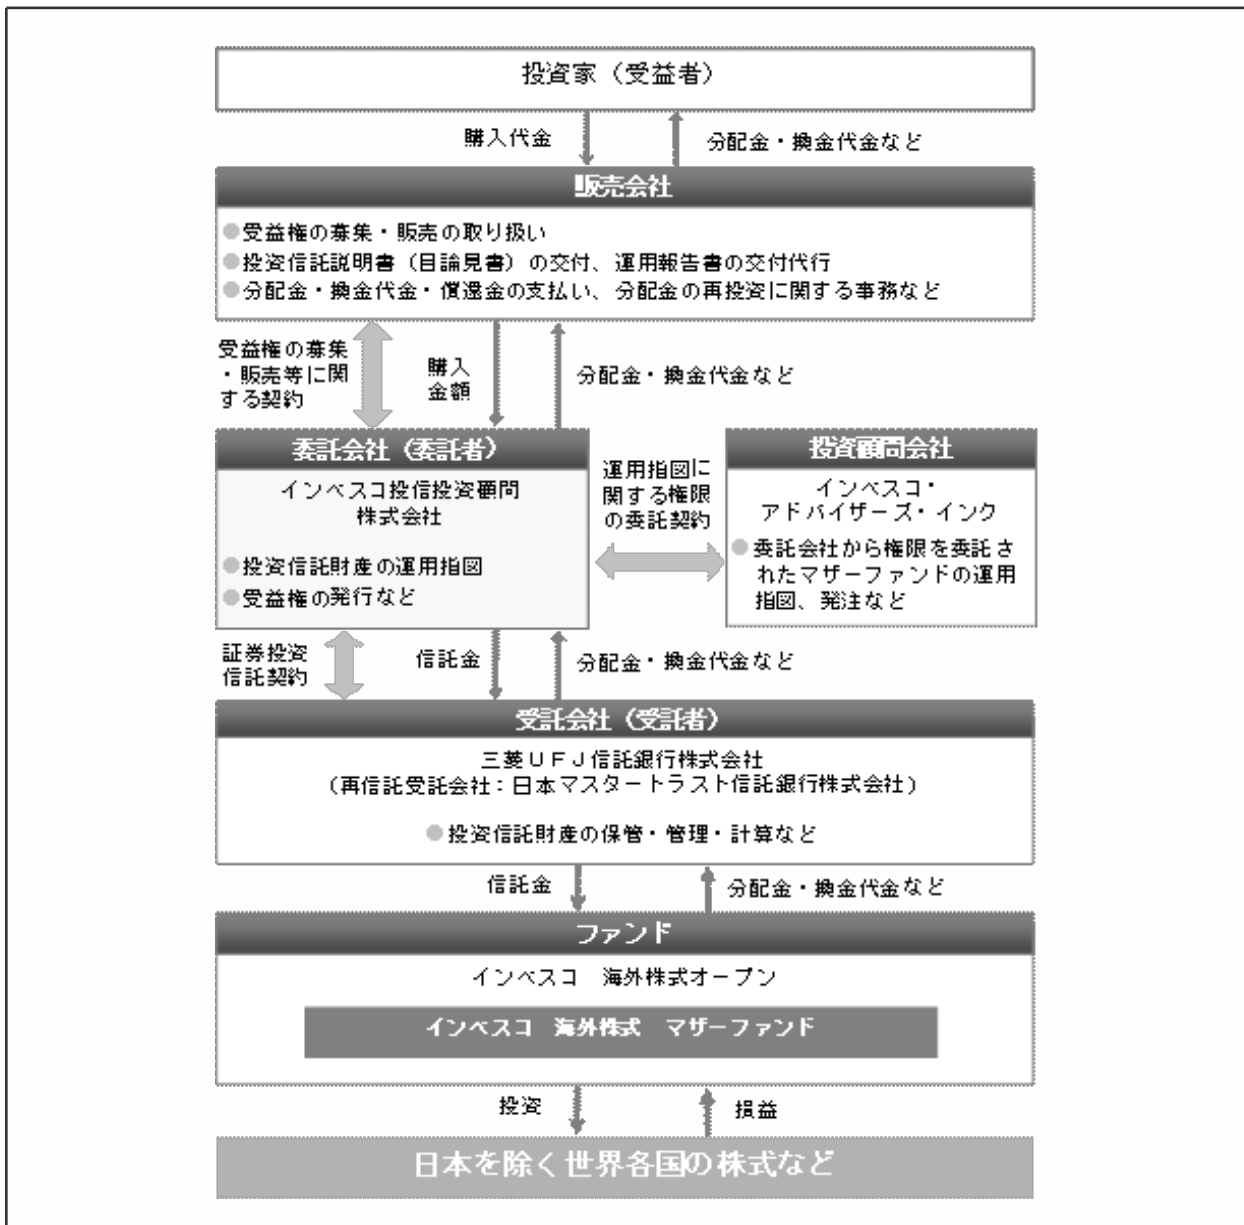 投資家（受益者）
購入代金
分配金・換金代金など
販売会社
●受益権の募集・販売の取り扱い
●投資信託説明書（目論見書）の交付、運用報告書の交付代行
●分配金・換金代金・償還金の支払い、分配金の再投資に関する事務など
受益権の募集
・販売等に関
する契約
購入
金額
分配金・換金代金など
委託会社（委託者）
インベスコ投信投資顧問
株式会社
●投資信託財産の運用指図
●受益権の発行など
運用指図に
関する権限
の委託契約
投資顧問会社
インベスコ・
アドバイザーズ・インク
●委託会社から権限を委託さ
れたマザーファンドの運用
指図、発注など
証券投資
信託契約
信託金
分配金・換金代金など
受託会社（受託者）
三菱ＵＦＪ信託銀行株式会社
（再信託受託会社：日本マスタートラスト信託銀行株式会社）
●投資信託財産の保管・管理・計算など
信託金
分配金・換金代金など
ファンド
インベスコ　海外株式オープン
インベスコ　海外株式　マザーファンド
投資
損益
日本を除く世界各国の株式など